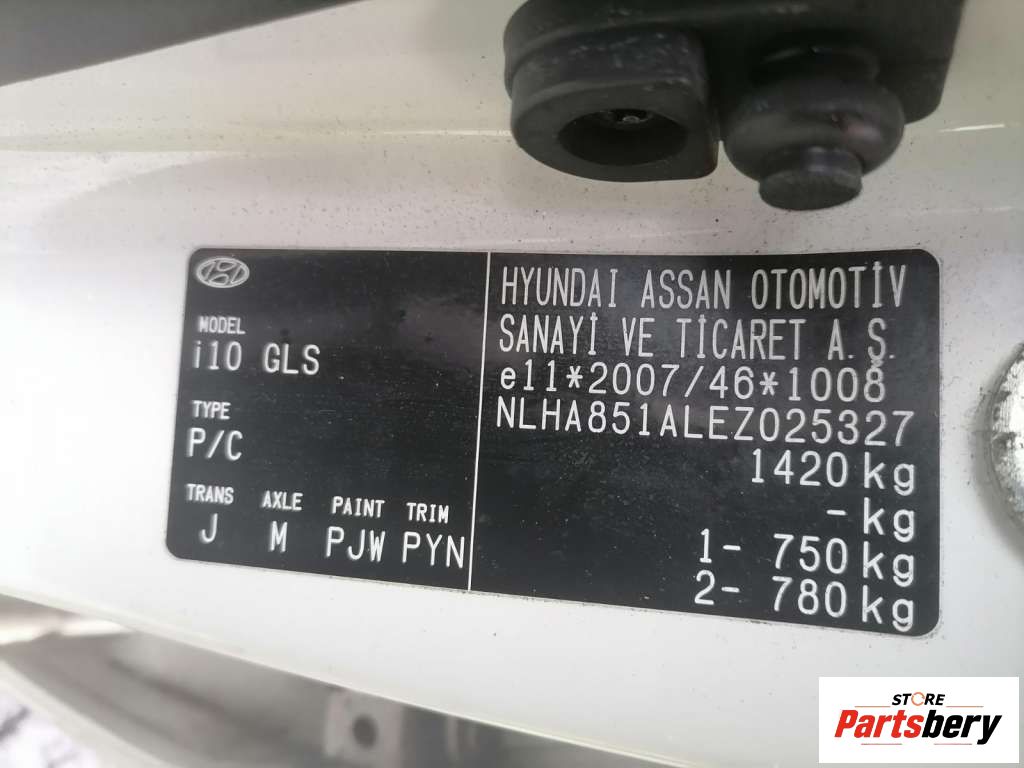 MODEL
i10 GLS
TYPE
P/C
TRANS AXLE PAINT TRIM
J M PJW PYN
HYUNDAI ASSAN OTOMOTİV
SANAYİ VE TİCARET A.Ş.
e11*2007/46*1008
NLHA851ALEZ025327
1420 kg
- kg
1- 750 kg
2- 780 kg
STORE
Partsbery